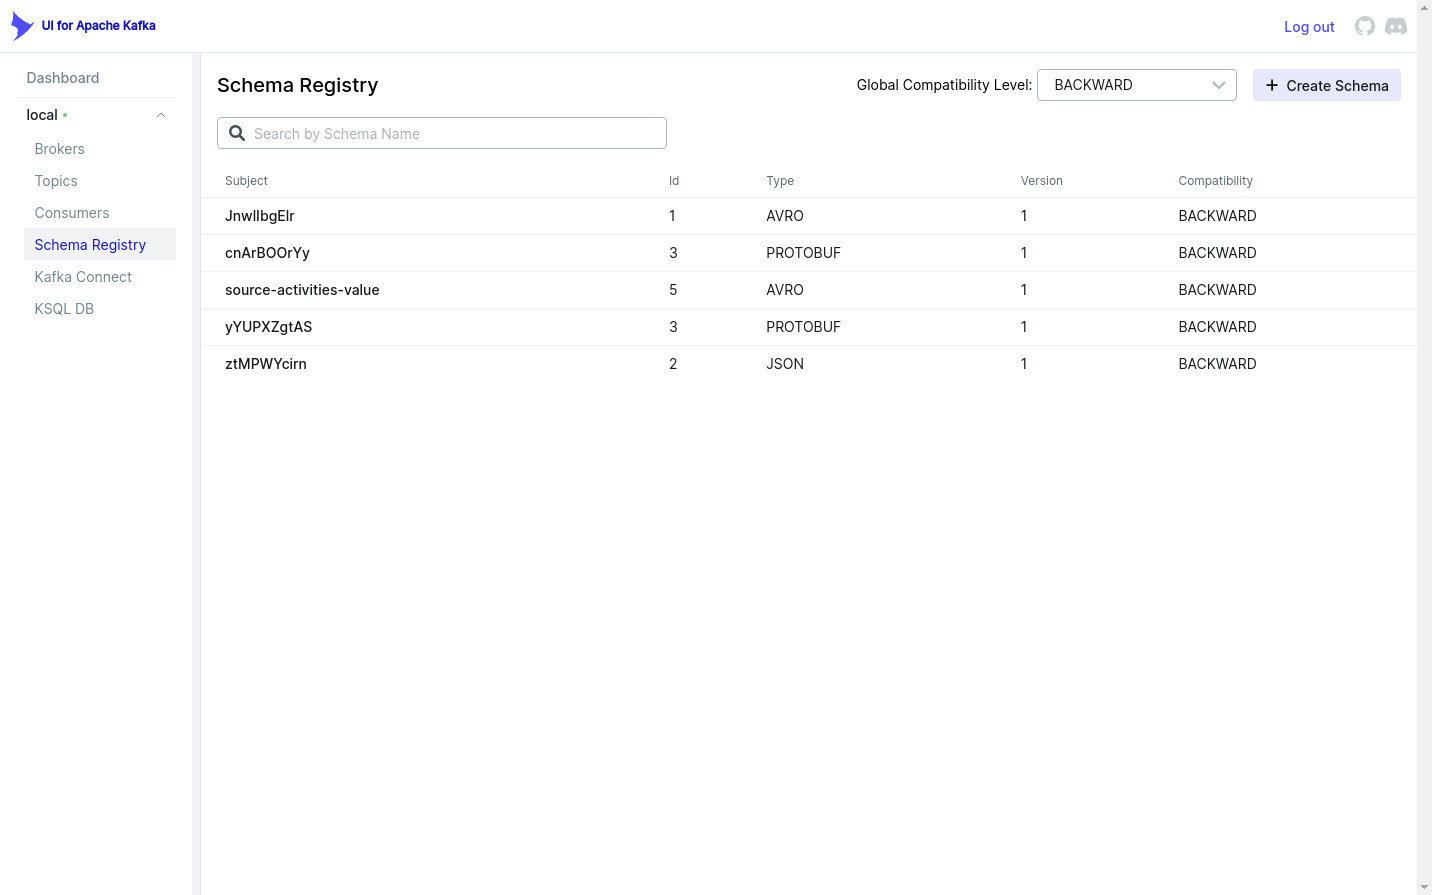 UI for Apache Kafka
Log out
Dashboard
local
Brokers
Topics
Consumers
Schema Registry
Kafka Connect
KSQL DB
Schema Registry
Global Compatibility Level: BACKWARD
Create Schema
Search by Schema Name
Subject Id Type Version Compatibility
JnwIlbgElr 1 AVRO 1 BACKWARD
cnArBOOrYy 3 PROTOBUF 1 BACKWARD
source-activities-value 5 AVRO 1 BACKWARD
yYUPXZgtAS 3 PROTOBUF 1 BACKWARD
ztMPWYcirn 2 JSON 1 BACKWARD